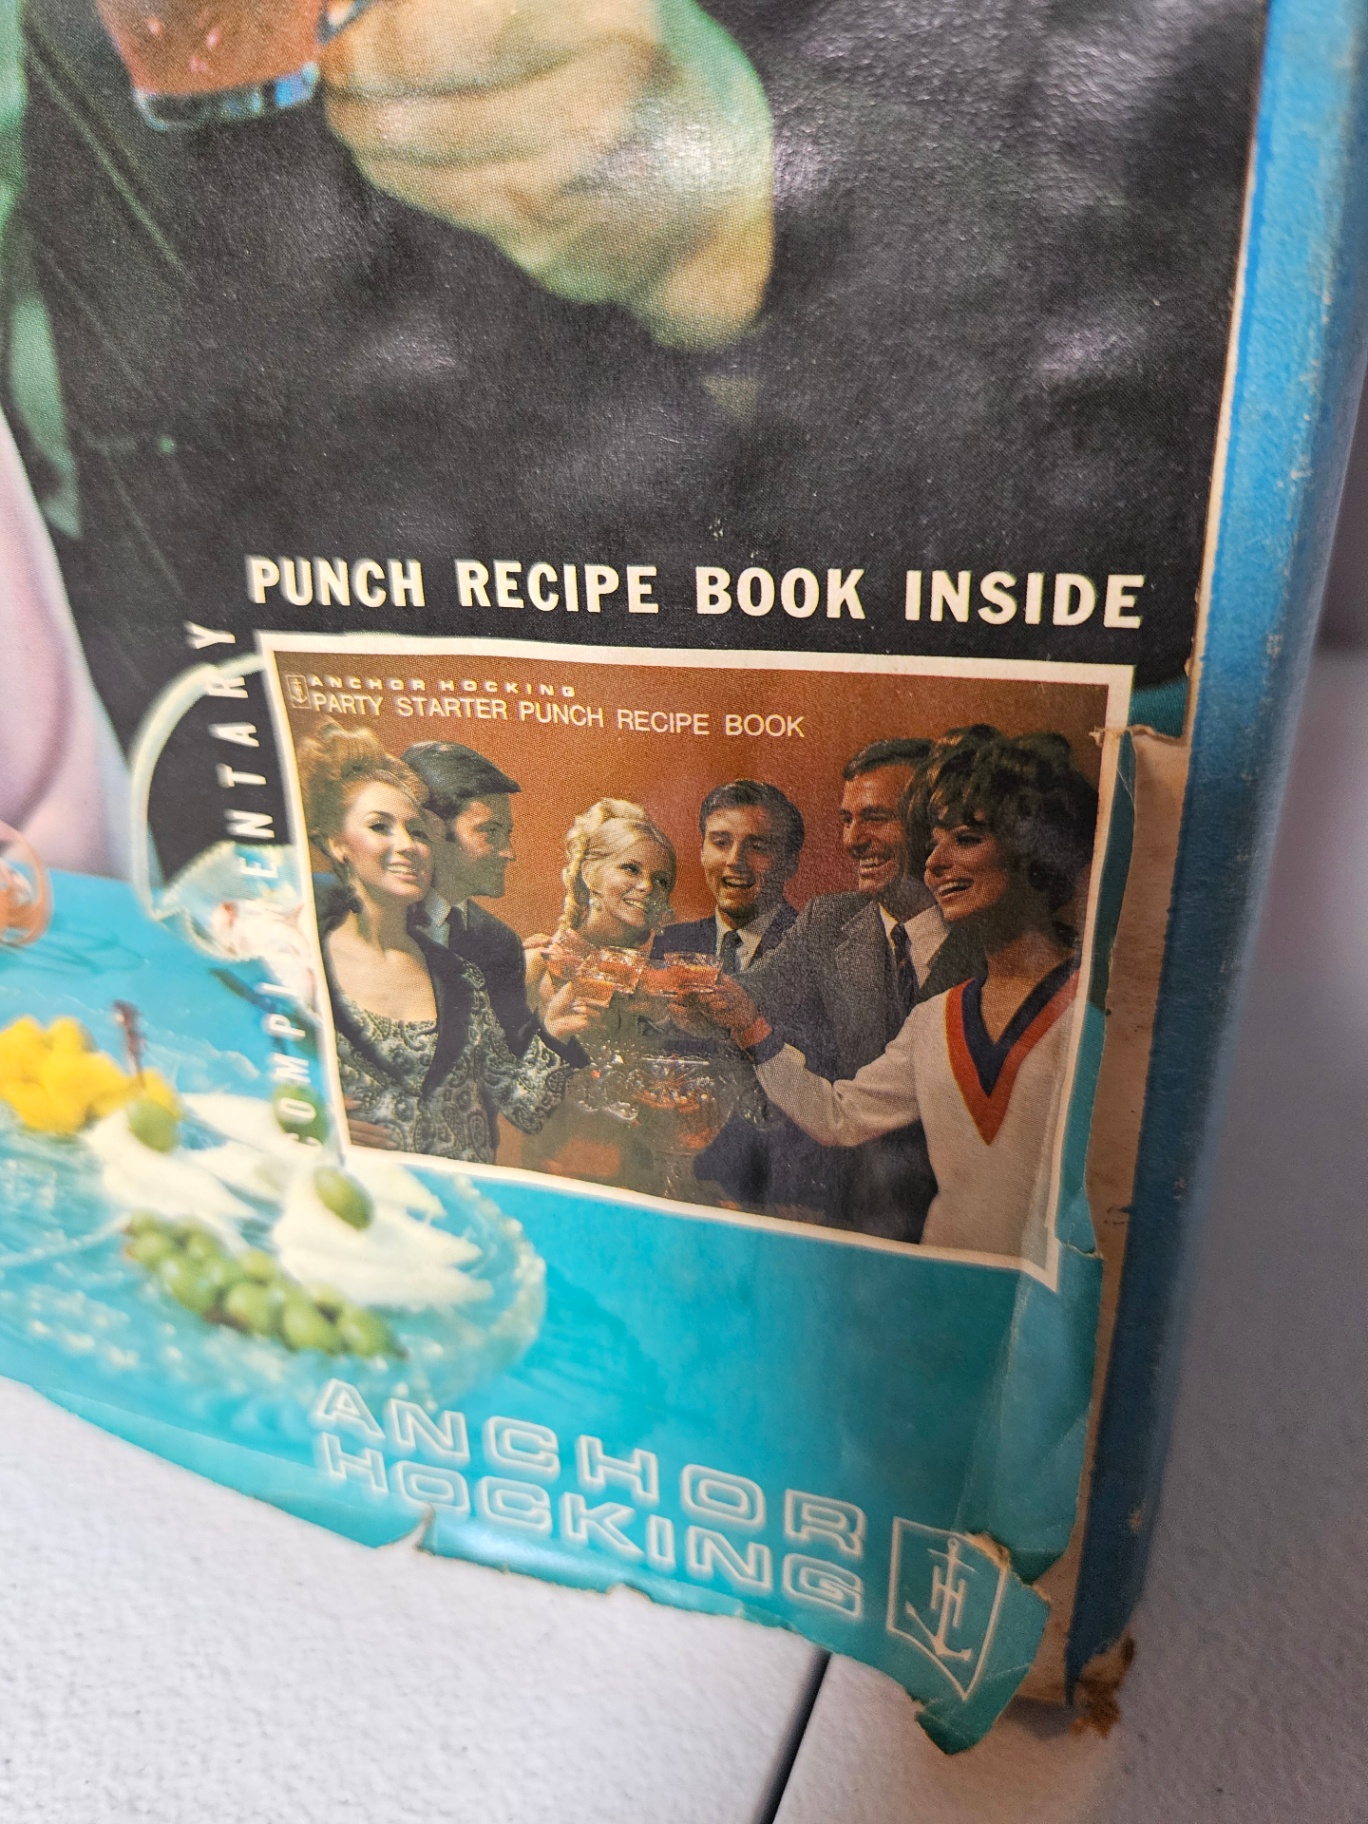 PUNCH RECIPE BOOK INSIDE
COMPLIMENTARY
ANCHOR HOCKING
PARTY STARTER PUNCH RECIPE BOOK
ANCHOR
HOCKING
H